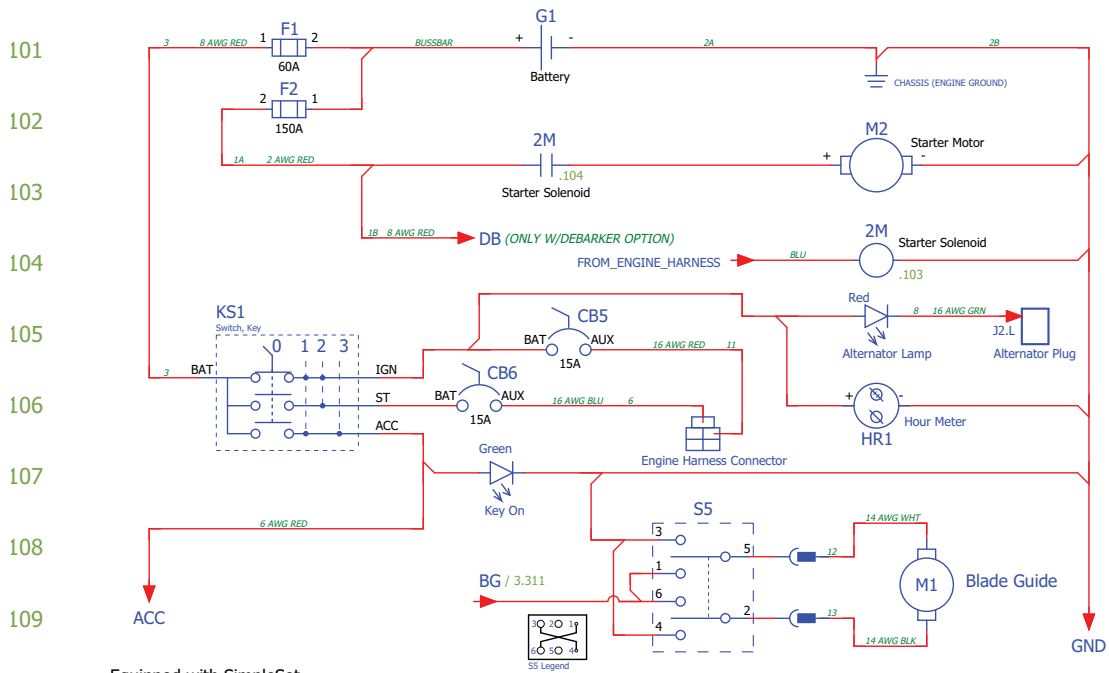 101
3 8 AWG RED 1 F1 2 BUSSBAR + G1 - 2A 2B
60A
Battery
CHASSIS (ENGINE GROUND)
102
2 F2 1
150A
1A 2 AWG RED 2M + M2 - Starter Motor
.104
Starter Solenoid
103
1B 8 AWG RED DB (ONLY W/DEBARKER OPTION)
104
FROM_ENGINE_HARNESS BLU 2M Starter Solenoid
.103
105
KS1
Switch, Key
0 1 2 3
BAT CB5 AUX 16 AWG RED 11
15A
Red 8 16 AWG GRN J2.L
Alternator Lamp Alternator Plug
3 BAT IGN
106
ST BAT CB6 AUX 16 AWG BLU 6
15A
+ - Hour Meter
HR1
ACC
Engine Harness Connector
107
Green
Key On
6 AWG RED
108
S5
3 5 12 14 AWG WHT
1
BG / 3.311
6
M1 Blade Guide
109
ACC
3 2 1
6 5 4
S5 Legend
4 2 13 14 AWG BLK
GND